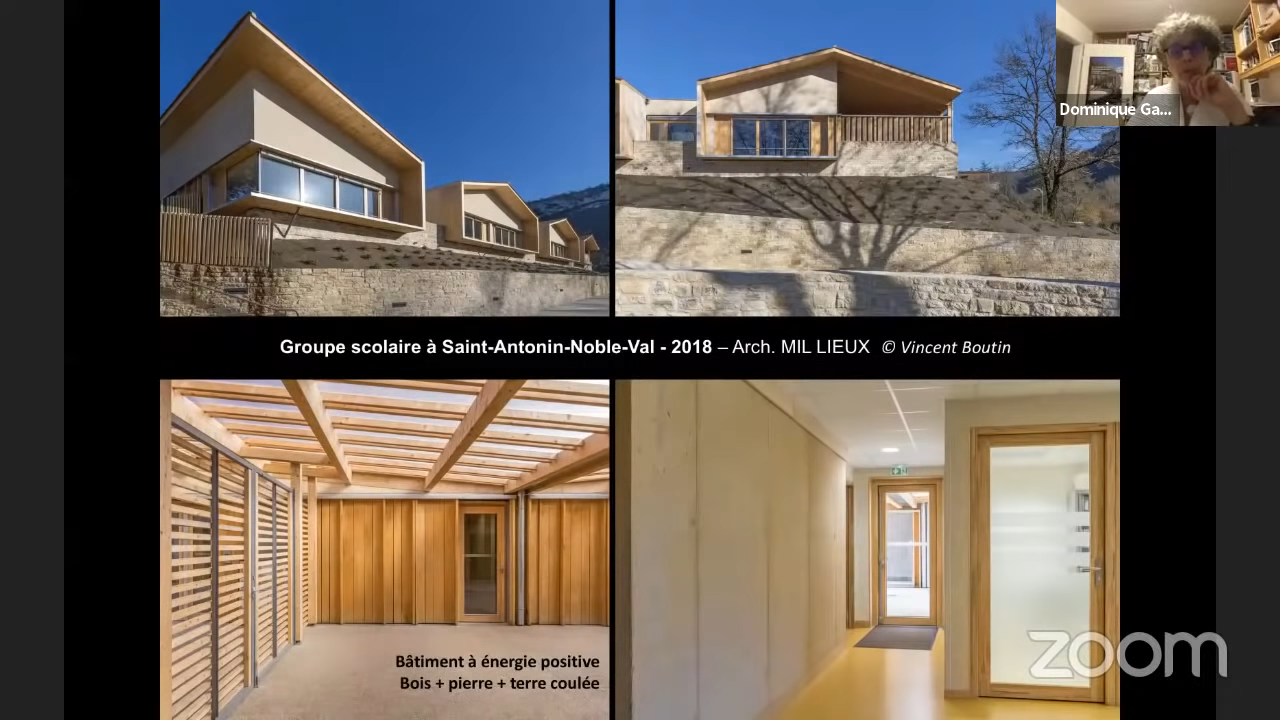 Dominique Ga...
Groupe scolaire à Saint-Antonin-Noble-Val - 2018 – Arch. MIL LIEUX © Vincent Boutin
Bâtiment à énergie positive
Bois + pierre + terre coulée
zoom